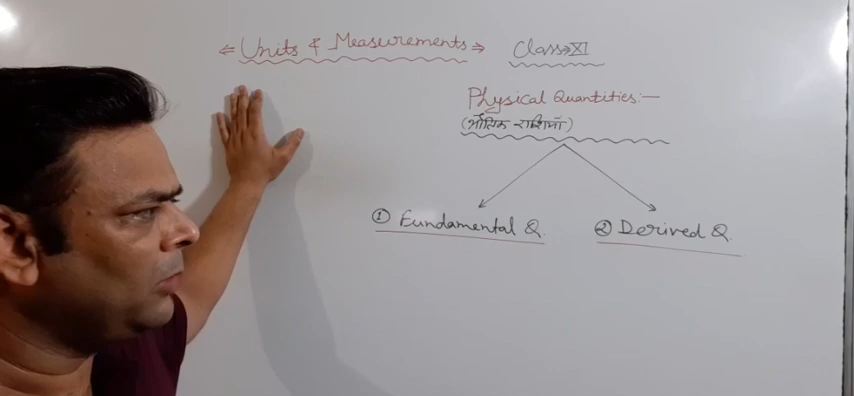 ⇐ Units & Measurements ⇒ Class→XI
Physical Quantities:—
(भौतिक-राशियाँ)
① Fundamental Q.
② Derived Q.